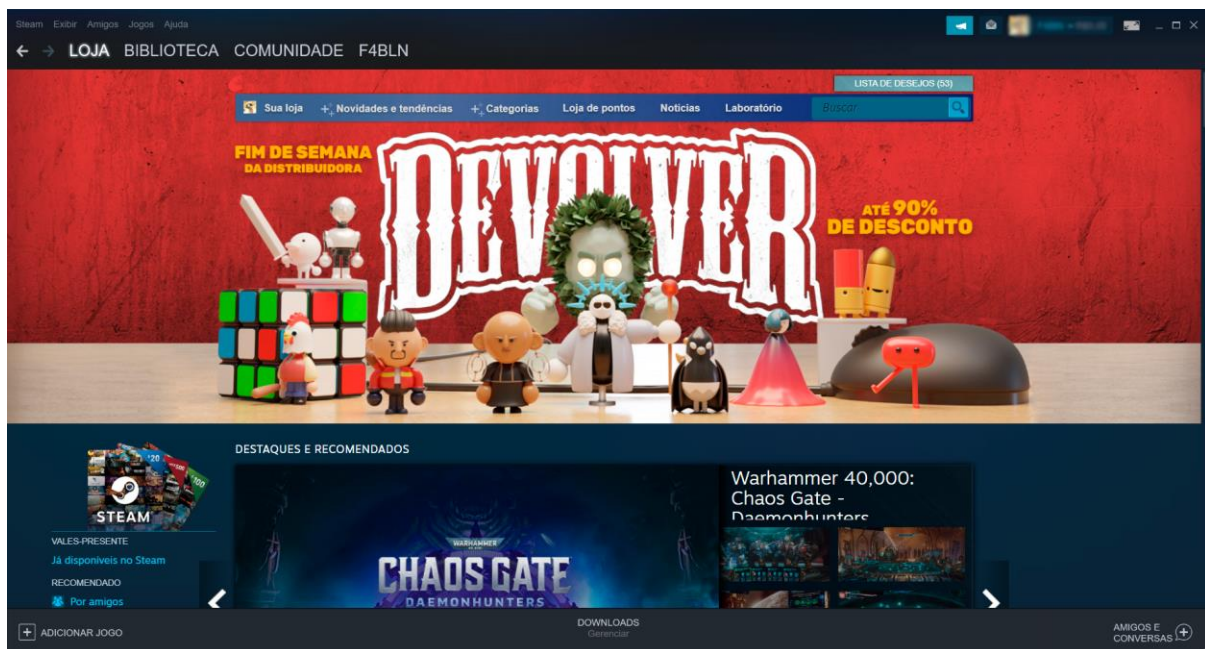 Steam Exibir Amigos Jogos Ajuda
LOJA BIBLIOTECA COMUNIDADE F4BLN
LISTA DE DESEJOS (53)
Sua loja Novidades e tendências Categorias Loja de pontos Notícias Laboratório Buscar
FIM DE SEMANA
DA DISTRIBUIDORA
DEVOLVER
ATÉ 90%
DE DESCONTO
DESTAQUES E RECOMENDADOS
20
100
STEAM
WARHAMMER
CHAOS GATE
DAEMONHUNTERS
Warhammer 40,000:
Chaos Gate -
Daemonhunters
VALES-PRESENTE
Já disponíveis no Steam
RECOMENDADO
Por amigos
ADICIONAR JOGO
DOWNLOADS
Gerenciar
AMIGOS E
CONVERSAS